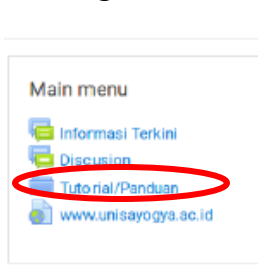 Main menu
Informasi Terkini
Discusion
Tutorial/Panduan
www.unisayogya.ac.id